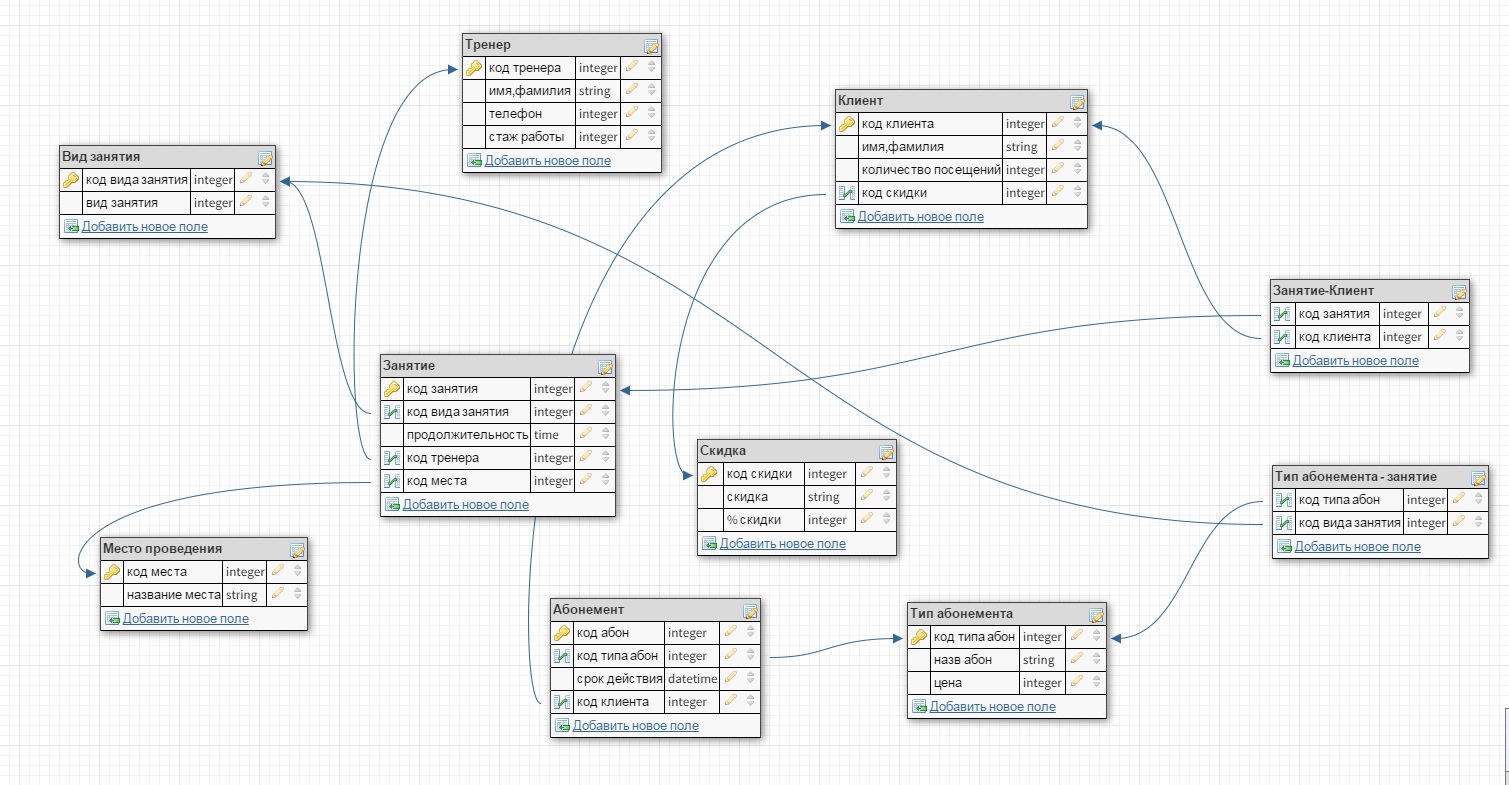 Тренер
код тренера integer
имя,фамилия string
телефон integer
стаж работы integer
Добавить новое поле
Клиент
код клиента integer
имя,фамилия string
количество посещений integer
код скидки integer
Добавить новое поле
Вид занятия
код вида занятия integer
вид занятия integer
Добавить новое поле
Занятие-Клиент
код занятия integer
код клиента integer
Добавить новое поле
Занятие
код занятия integer
код вида занятия integer
продолжительность time
код тренера integer
код места integer
Добавить новое поле
Скидка
код скидки integer
скидка string
% скидки integer
Добавить новое поле
Тип абонемента - занятие
код типа абон integer
код вида занятия integer
Добавить новое поле
Место проведения
код места integer
название места string
Добавить новое поле
Абонемент
код абон integer
код типа абон integer
срок действия datetime
код клиента integer
Добавить новое поле
Тип абонемента
код типа абон integer
назв абон string
цена integer
Добавить новое поле